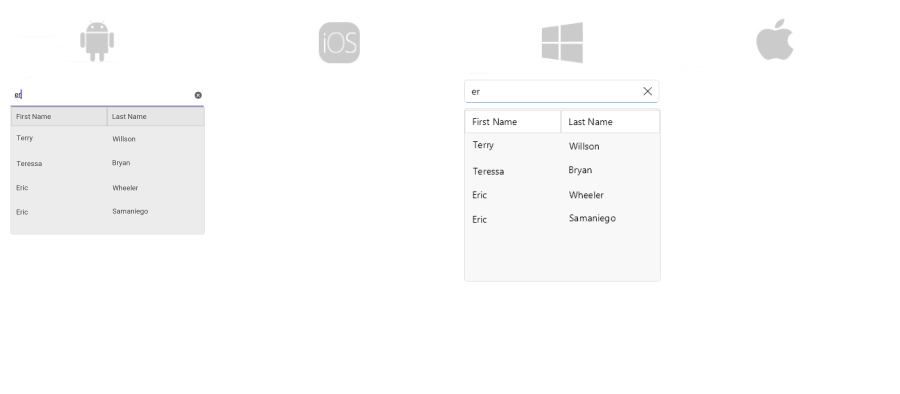 iOS
er
First Name Last Name
Terry Willson
Teressa Bryan
Eric Wheeler
Eric Samaniego
er
First Name Last Name
Terry Willson
Teressa Bryan
Eric Wheeler
Eric Samaniego